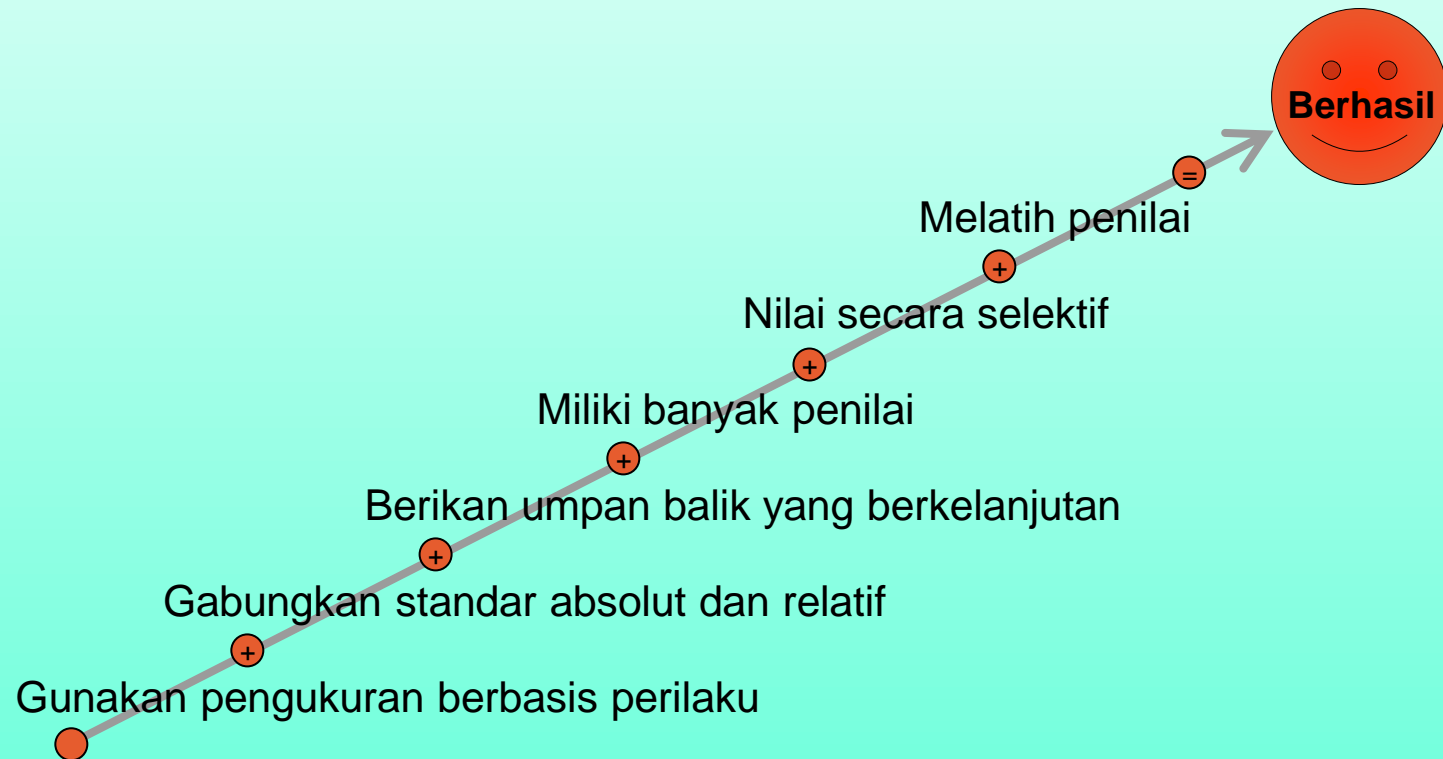 Berhasil
=
Melatih penilai
+
Nilai secara selektif
+
Miliki banyak penilai
+
Berikan umpan balik yang berkelanjutan
+
Gabungkan standar absolut dan relatif
+
Gunakan pengukuran berbasis perilaku